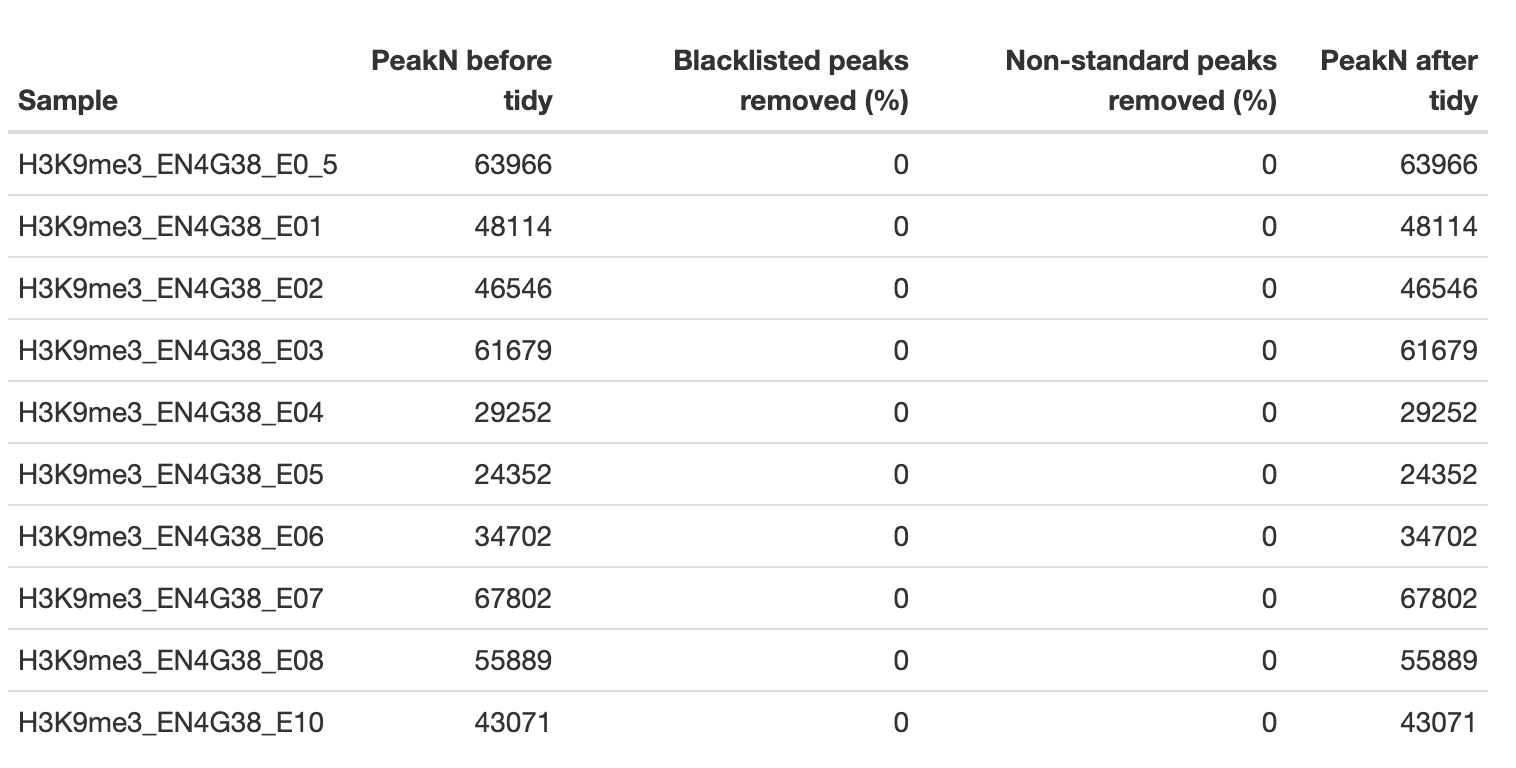 Sample PeakN before tidy Blacklisted peaks removed (%) Non-standard peaks removed (%) PeakN after tidy
H3K9me3_EN4G38_E0_5 63966 0 0 63966
H3K9me3_EN4G38_E01 48114 0 0 48114
H3K9me3_EN4G38_E02 46546 0 0 46546
H3K9me3_EN4G38_E03 61679 0 0 61679
H3K9me3_EN4G38_E04 29252 0 0 29252
H3K9me3_EN4G38_E05 24352 0 0 24352
H3K9me3_EN4G38_E06 34702 0 0 34702
H3K9me3_EN4G38_E07 67802 0 0 67802
H3K9me3_EN4G38_E08 55889 0 0 55889
H3K9me3_EN4G38_E10 43071 0 0 43071